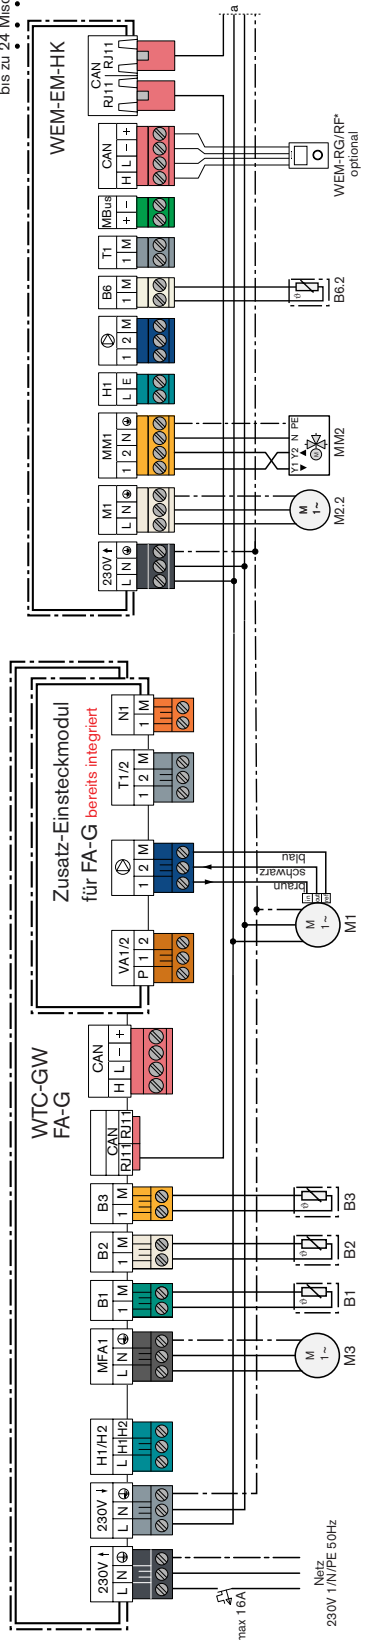 bis zu 24 Misc
WEM-EM-HK
CAN
RJ11 RJ11
CAN
H L − +
MBus
+ −
T1
1 M
B6
1 M
1 2 M
H1
L E
MM1
1 2 N
M1
L N
230V
L N
a
WEM-RG/RF*
optional
B6.2
ϑ
Y1 Y2 N PE
M
MM2
M
1~
M2.2
Zusatz-Einsteckmodul
für FA-G bereits integriert
N1
1 M
T1/2
1 2 M
1 2 M
VA1/2
P 1 2
braun
schwarz
blau
M
1~
M1
WTC-GW
FA-G
CAN
H L − +
CAN
RJ11 RJ11
B3
1 M
B2
1 M
B1
1 M
MFA1
L N
H1/H2
L H1 H2
230V
L N
230V
L N
ϑ
B3
ϑ
B2
ϑ
B1
M
1~
M3
max 16A
Netz
230V 1/N/PE 50Hz